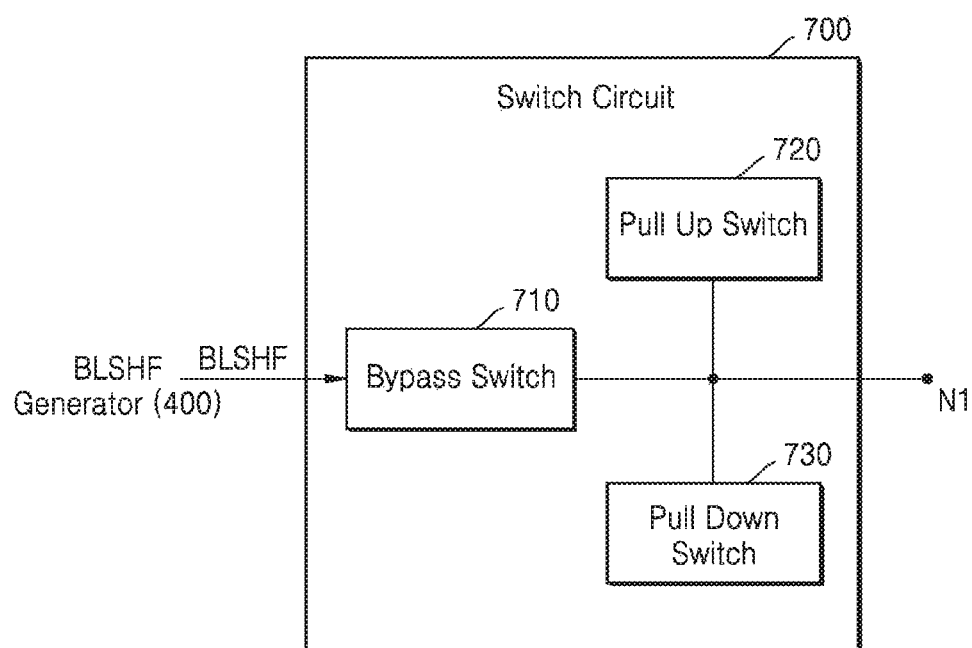 700
Switch Circuit
720
Pull Up Switch
710
BLSHF
Bypass Switch
BLSHF
Generator (400)
N1
730
Pull Down
Switch